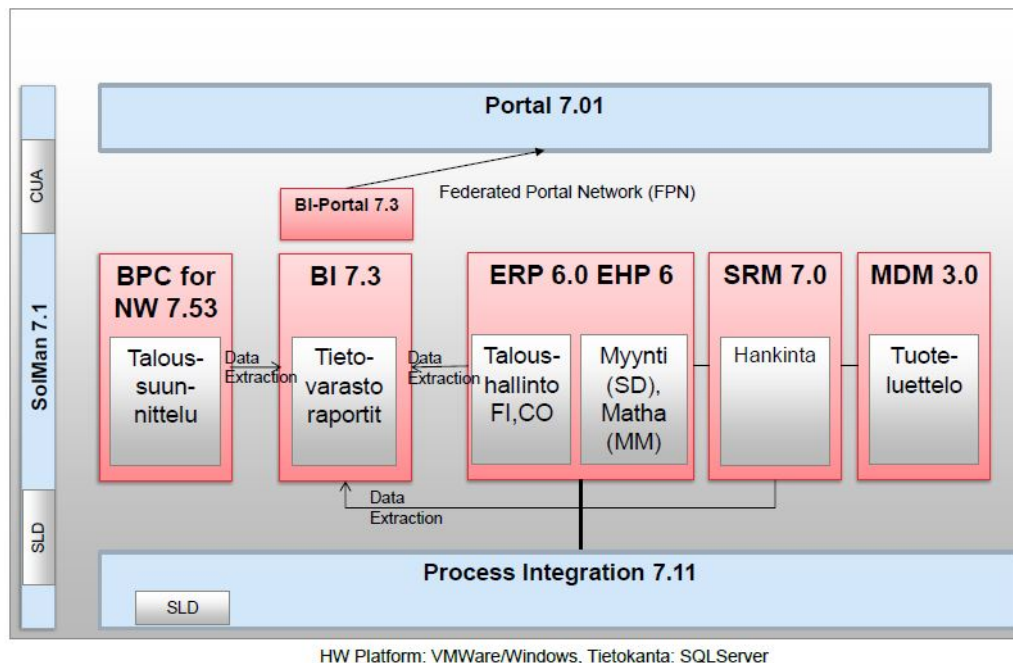 Portal 7.01
CUA
BI-Portal 7.3
Federated Portal Network (FPN)
SolMan 7.1
BPC for
NW 7.53
Talous-
suun-
nittelu
Data
Extraction
BI 7.3
Tieto-
varasto
raportit
Data
Extraction
ERP 6.0 EHP 6
Talous-
hallinto
FI,CO
Myynti
(SD),
Matha
(MM)
SRM 7.0
Hankinta
MDM 3.0
Tuote-
luettelo
Data
Extraction
SLD
Process Integration 7.11
SLD
HW Platform: VMWare/Windows, Tietokanta: SQLServer